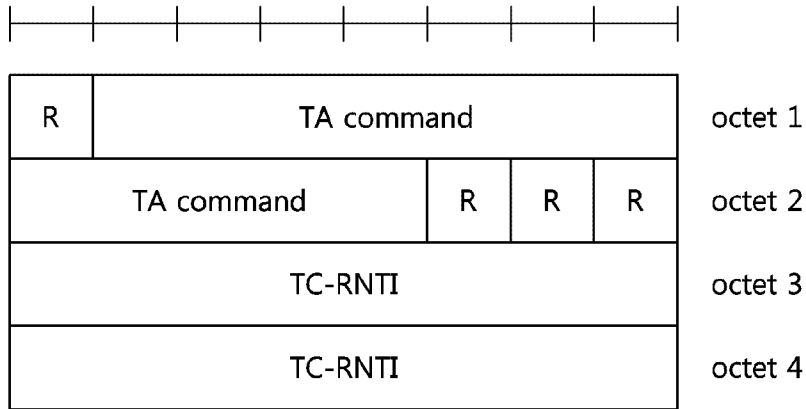 R TA command octet 1
TA command R R R octet 2
TC-RNTI octet 3
TC-RNTI octet 4